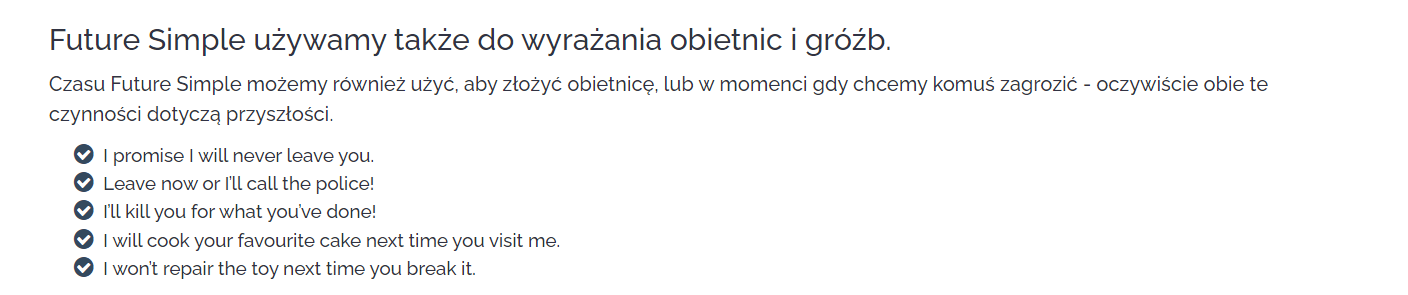 Future Simple używamy także do wyrażania obietnic i gróźb.
Czasu Future Simple możemy również użyć, aby złożyć obietnicę, lub w momenci gdy chcemy komuś zagrozić - oczywiście obie te
czynności dotyczą przyszłości.
I promise I will never leave you.
Leave now or I'll call the police!
I'll kill you for what you've done!
I will cook your favourite cake next time you visit me.
I won't repair the toy next time you break it.